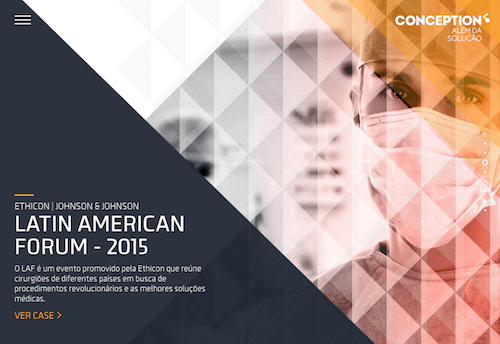 CONCEPTION
ALÉM DA
SOLUÇÃO
ETHICON | JOHNSON & JOHNSON
LATIN AMERICAN
FORUM - 2015
O LAF é um evento promovido pela Ethicon que reúne
cirurgiões de diferentes países em busca de
procedimentos revolucionários e as melhores soluções
médicas.
VER CASE >